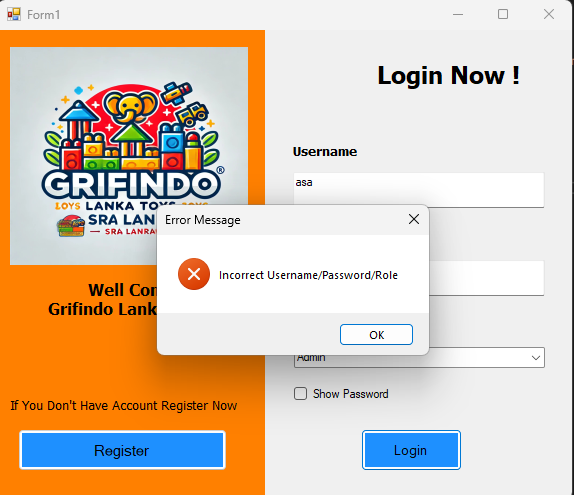 Form1
GRIFINDO®
LOYS LANKA TOYS
SRA LAN
SRA LANRA
Well Co
Grifindo Lank
If You Don't Have Account Register Now
Register
Login Now !
Username
asa
Error Message
Incorrect Username/Password/Role
OK
Admin
Show Password
Login